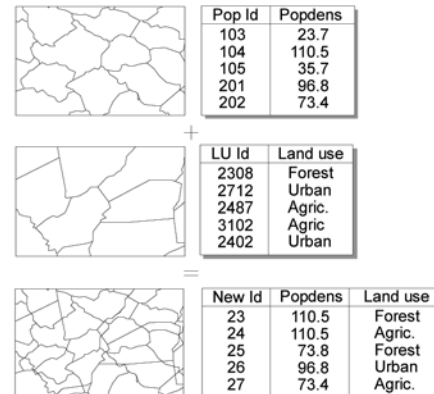 Pop Id Popdens
103 23.7
104 110.5
105 35.7
201 96.8
202 73.4
+
LU Id Land use
2308 Forest
2712 Urban
2487 Agric.
3102 Agric
2402 Urban
=
New Id Popdens Land use
23 110.5 Forest
24 110.5 Agric.
25 73.8 Forest
26 96.8 Urban
27 73.4 Agric.